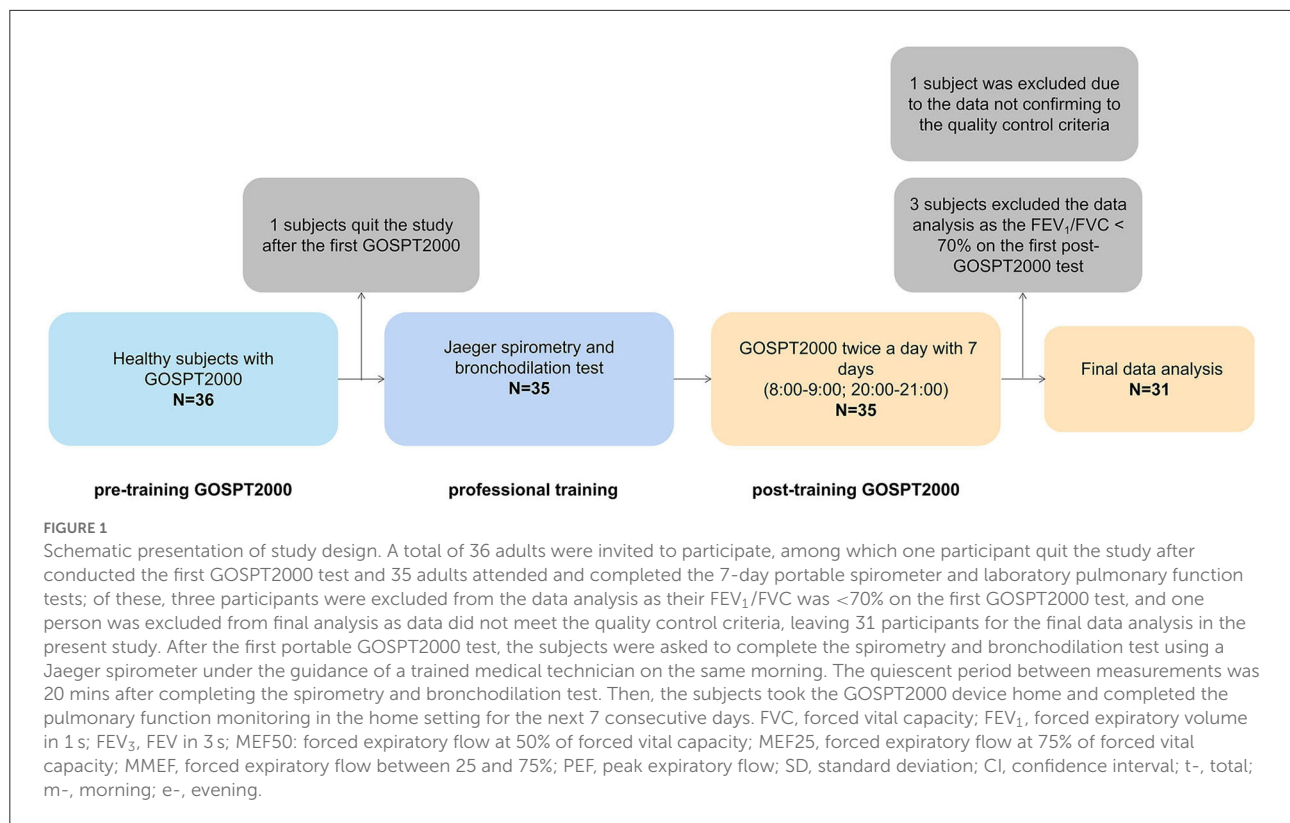 1 subject was excluded due
to the data not confirming to
the quality control criteria
1 subjects quit the study
after the first GOSPT2000
3 subjects excluded the data
analysis as the FEV₁/FVC <
70% on the first post-
GOSPT2000 test
Healthy subjects with
GOSPT2000
N=36
Jaeger spirometry and
bronchodilation test
N=35
GOSPT2000 twice a day with 7
days
(8:00-9:00; 20:00-21:00)
N=35
Final data analysis
N=31
pre-training GOSPT2000
professional training
post-training GOSPT2000
FIGURE 1
Schematic presentation of study design. A total of 36 adults were invited to participate, among which one participant quit the study after
conducted the first GOSPT2000 test and 35 adults attended and completed the 7-day portable spirometer and laboratory pulmonary function
tests; of these, three participants were excluded from the data analysis as their FEV₁/FVC was <70% on the first GOSPT2000 test, and one
person was excluded from final analysis as data did not meet the quality control criteria, leaving 31 participants for the final data analysis in the
present study. After the first portable GOSPT2000 test, the subjects were asked to complete the spirometry and bronchodilation test using a
Jaeger spirometer under the guidance of a trained medical technician on the same morning. The quiescent period between measurements was
20 mins after completing the spirometry and bronchodilation test. Then, the subjects took the GOSPT2000 device home and completed the
pulmonary function monitoring in the home setting for the next 7 consecutive days. FVC, forced vital capacity; FEV₁, forced expiratory volume
in 1 s; FEV₃, FEV in 3 s; MEF50: forced expiratory flow at 50% of forced vital capacity; MEF25, forced expiratory flow at 75% of forced vital
capacity; MMEF, forced expiratory flow between 25 and 75%; PEF, peak expiratory flow; SD, standard deviation; CI, confidence interval; t-, total;
m-, morning; e-, evening.